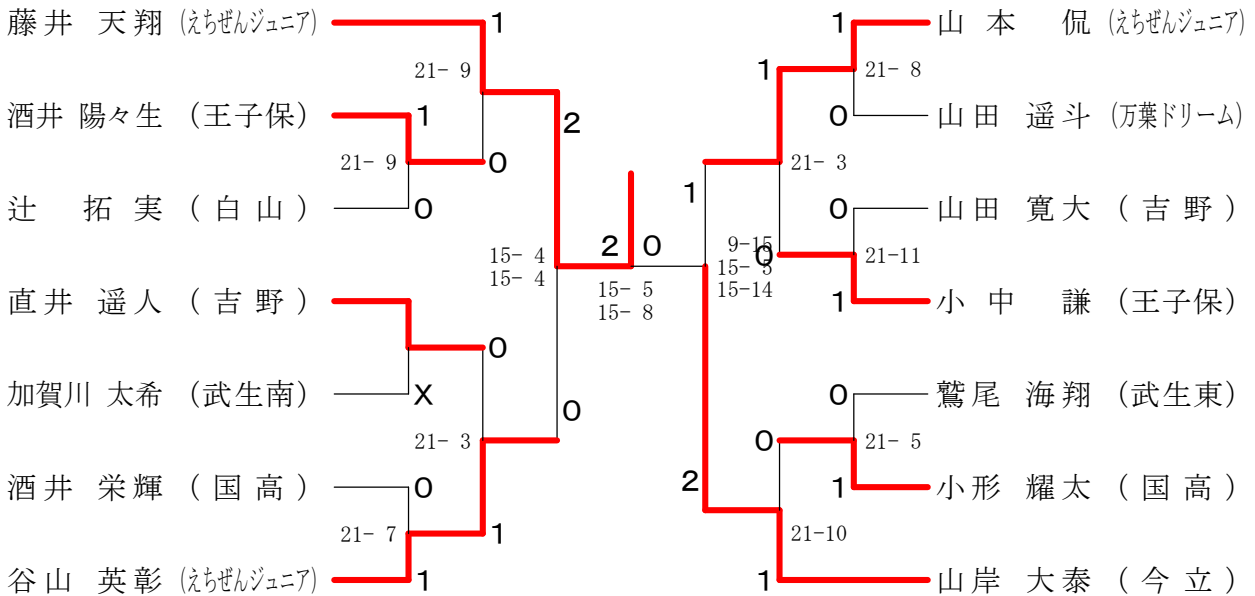 藤井 天翔 (えちぜんジュニア)
1
21- 9
酒井 陽々生 (王子保)
1
21- 9
0
辻 拓実 (白山)
0
2
15- 4
15- 4
直井 遥人 (吉野)
0
加賀川 太希 (武生南)
X
21- 3
0
酒井 栄輝 (国高)
0
21- 7
1
谷山 英彰 (えちぜんジュニア)
1
2
0
15- 5
15- 8
1
山本 侃 (えちぜんジュニア)
1
21- 8
0
山田 遥斗 (万葉ドリーム)
21- 3
1
0
山田 寛大 (吉野)
9-15
15- 5
15-14
0
21-11
1
小中 謙 (王子保)
0
鷲尾 海翔 (武生東)
0
21- 5
2
1
小形 耀太 (国高)
21-10
1
山岸 大泰 (今立)